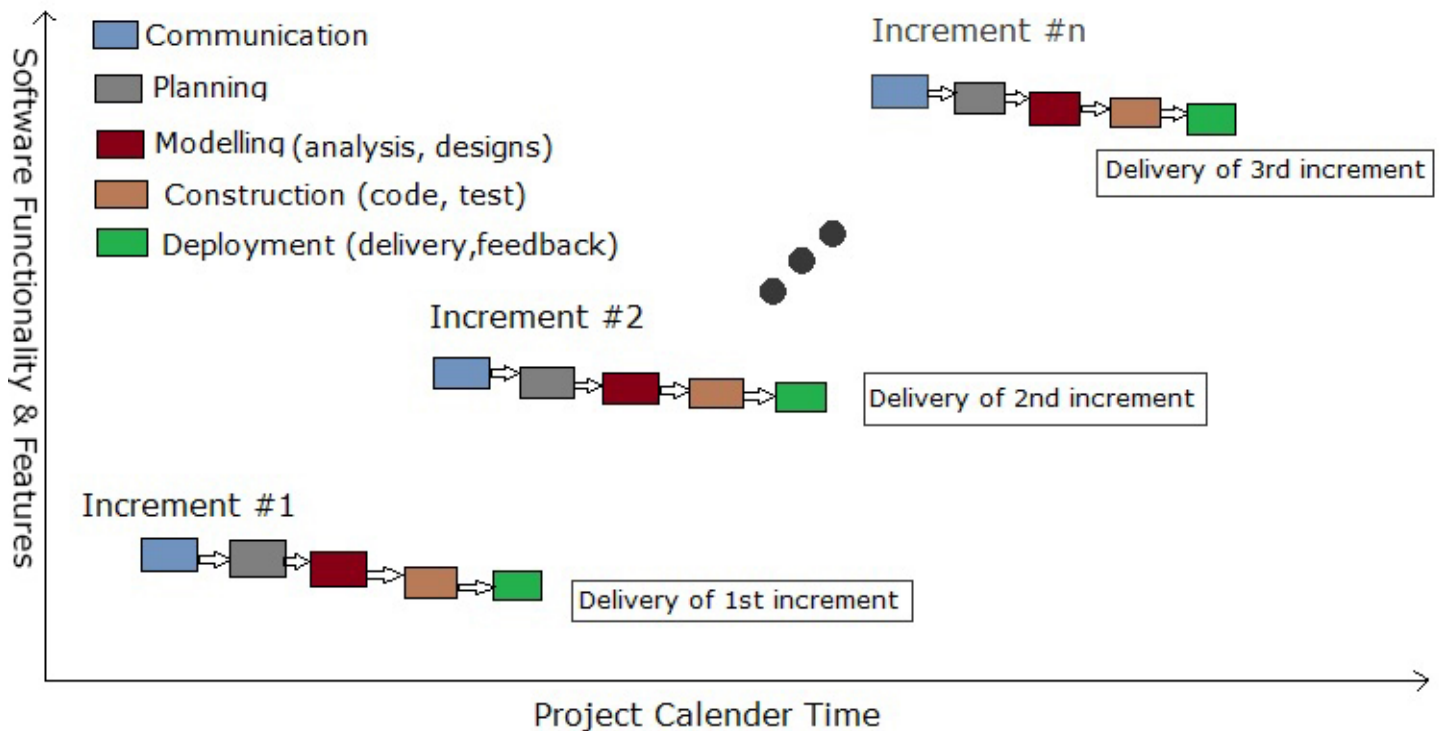 Software Functionality & Features
Communication
Planning
Modelling (analysis, designs)
Construction (code, test)
Deployment (delivery,feedback)
Increment #n
Delivery of 3rd increment
Increment #2
Delivery of 2nd increment
Increment #1
Delivery of 1st increment
Project Calender Time